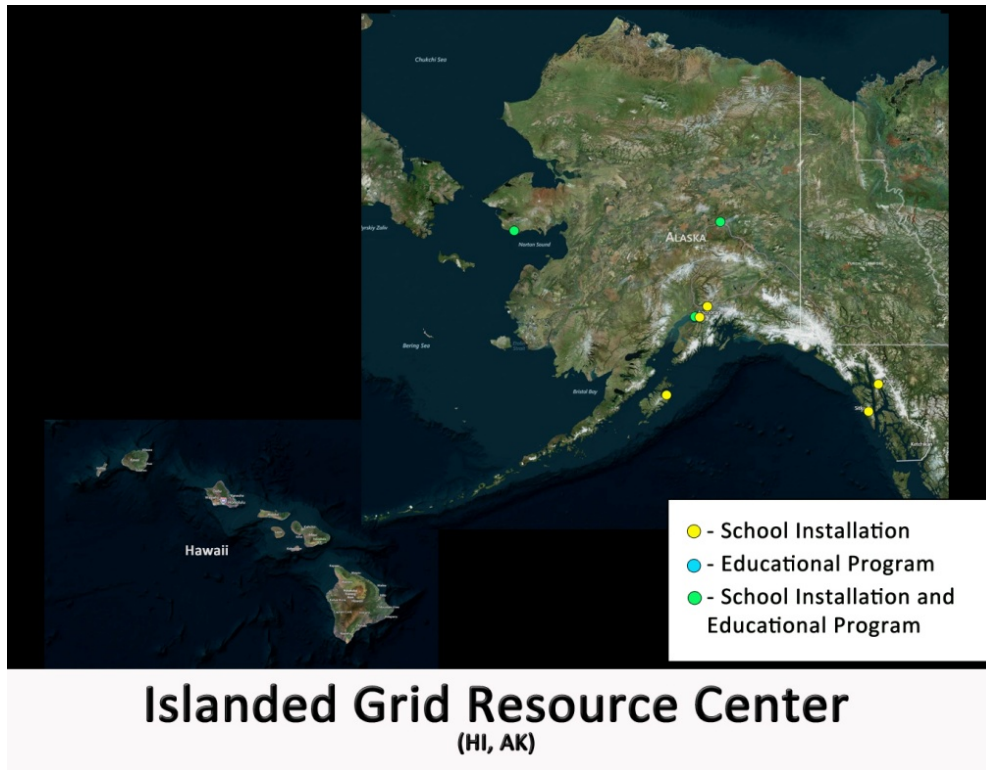 Chukchi Sea
Norton Sound
ALASKA
Bering Sea
Bristol Bay
Hawaii
- School Installation
- Educational Program
- School Installation and
Educational Program
Islanded Grid Resource Center
(HI, AK)